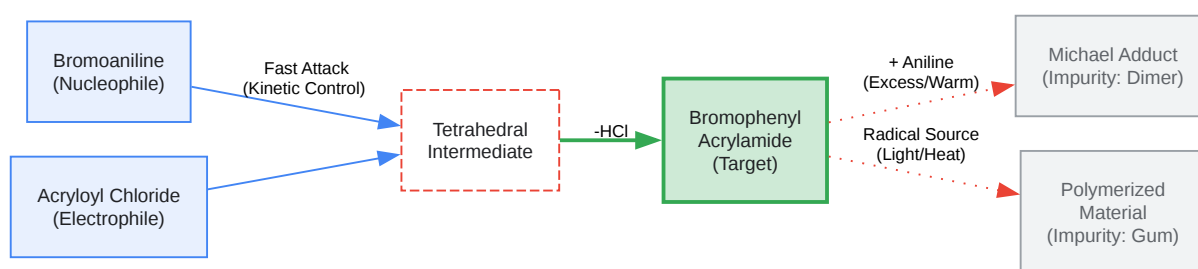 Bromoaniline
(Nucleophile)
Acryloyl Chloride
(Electrophile)
Fast Attack
(Kinetic Control)
Tetrahedral
Intermediate
-HCl
Bromophenyl
Acrylamide
(Target)
+ Aniline
(Excess/Warm)
Radical Source
(Light/Heat)
Michael Adduct
(Impurity: Dimer)
Polymerized
Material
(Impurity: Gum)